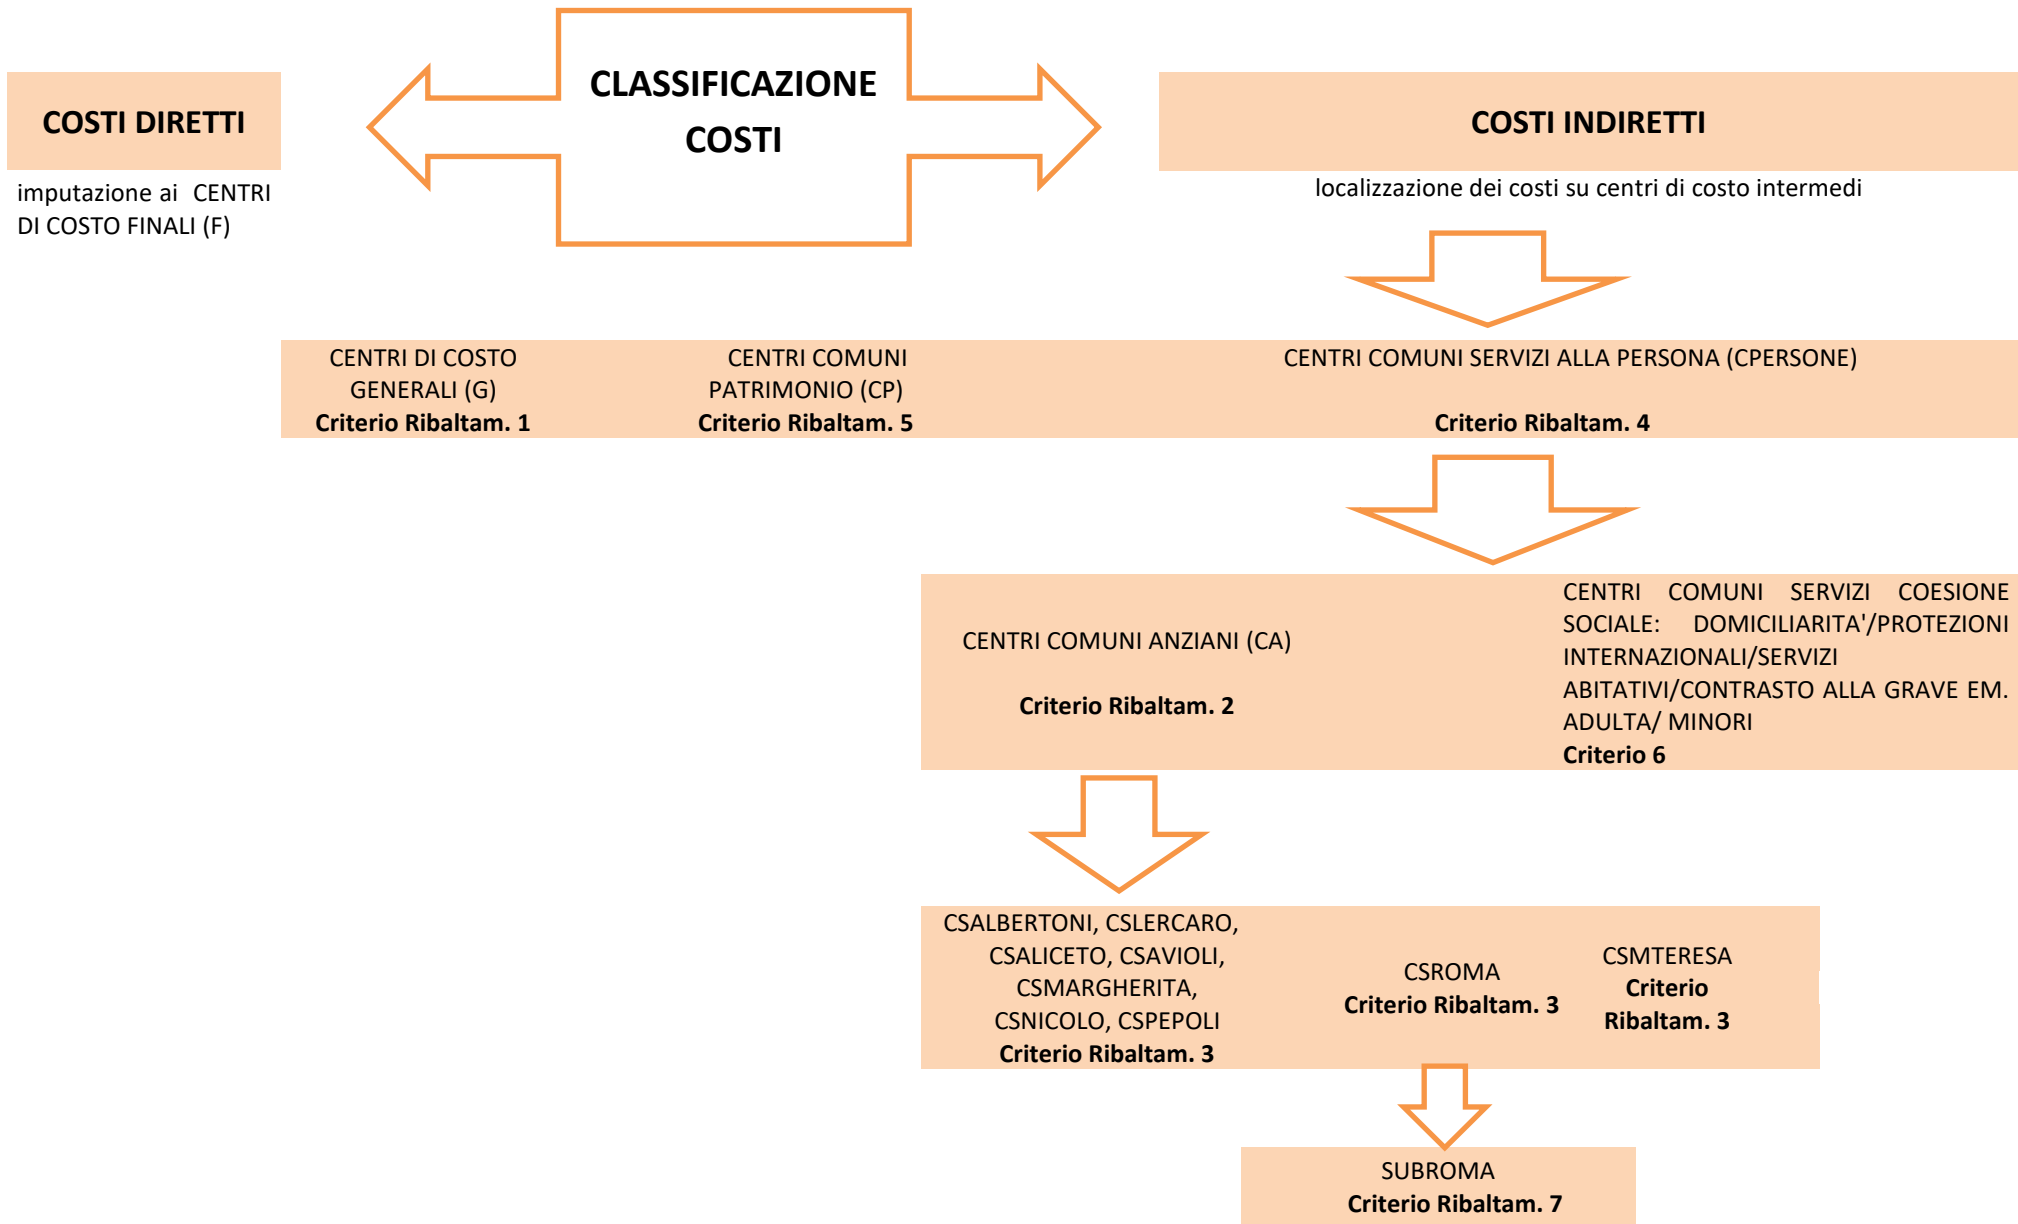 CLASSIFICAZIONE
COSTI
COSTI DIRETTI
imputazione ai CENTRI
DI COSTO FINALI (F)
COSTI INDIRETTI
localizzazione dei costi su centri di costo intermedi
CENTRI DI COSTO
GENERALI (G)
Criterio Ribaltam. 1
CENTRI COMUNI
PATRIMONIO (CP)
Criterio Ribaltam. 5
CENTRI COMUNI SERVIZI ALLA PERSONA (CPERSONE)
Criterio Ribaltam. 4
CENTRI COMUNI ANZIANI (CA)
Criterio Ribaltam. 2
CENTRI COMUNI SERVIZI COESIONE
SOCIALE: DOMICILIARITA'/PROTEZIONI
INTERNAZIONALI/SERVIZI
ABITATIVI/CONTRASTO ALLA GRAVE EM.
ADULTA/ MINORI
Criterio 6
CSALBERTONI, CSLERCARO,
CSALICETO, CSAVIOLI,
CSMARGHERITA,
CSNICOLO, CSPEPOLI
Criterio Ribaltam. 3
CSROMA
Criterio Ribaltam. 3
CSMTERESA
Criterio
Ribaltam. 3
SUBROMA
Criterio Ribaltam. 7